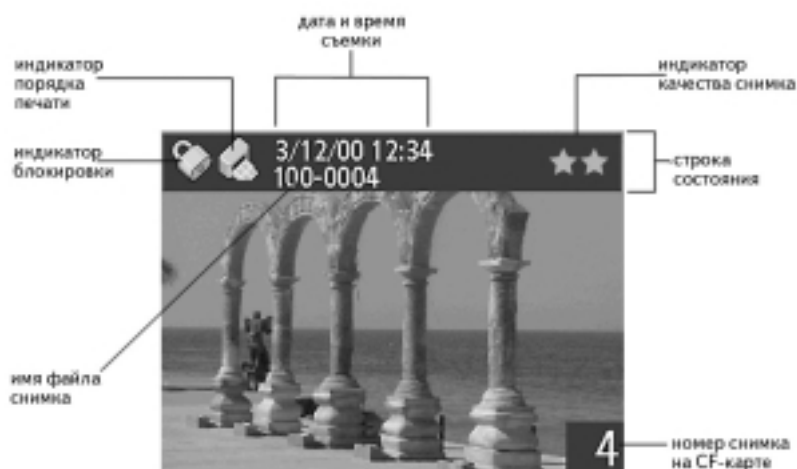 дата и время
съемки
индикатор
порядка
печати
индикатор
качества снимка
индикатор
блокировки
3/12/00 12:34
100-0004
строка
состояния
имя файла
снимка
4
номер снимка
на CF-карте